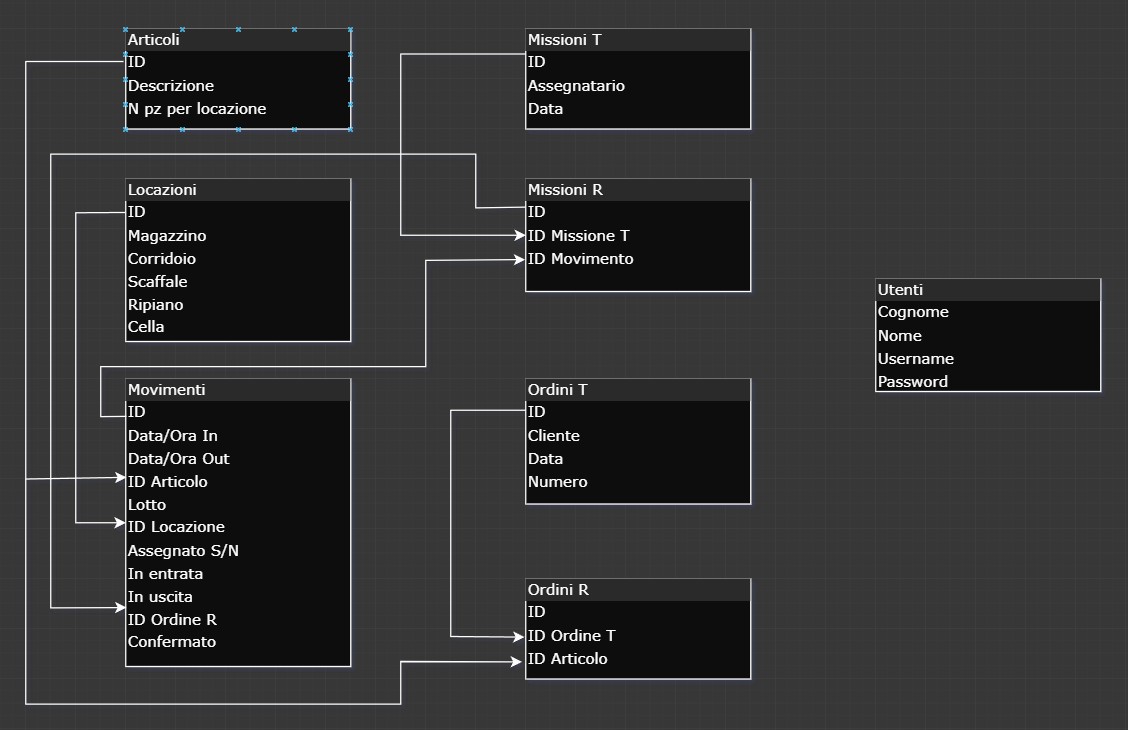 Articoli
ID
Descrizione
N pz per locazione
Locazioni
ID
Magazzino
Corridoio
Scaffale
Ripiano
Cella
Movimenti
ID
Data/Ora In
Data/Ora Out
ID Articolo
Lotto
ID Locazione
Assegnato S/N
In entrata
In uscita
ID Ordine R
Confermato
Missioni T
ID
Assegnatario
Data
Missioni R
ID
ID Missione T
ID Movimento
Ordini T
ID
Cliente
Data
Numero
Ordini R
ID
ID Ordine T
ID Articolo
Utenti
Cognome
Nome
Username
Password